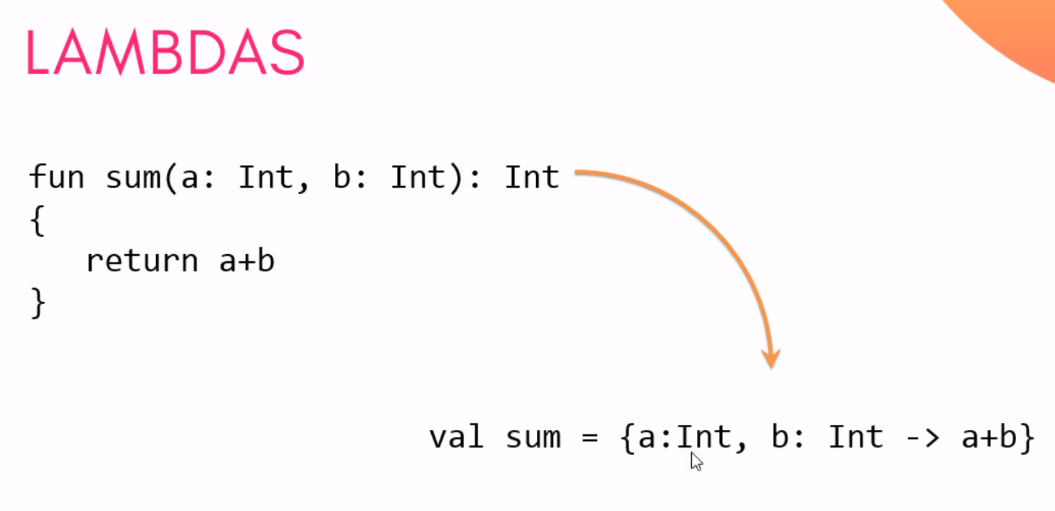 LAMBDAS
fun sum(a: Int, b: Int): Int
{
return a+b
}
val sum = {a:Int, b: Int -> a+b}